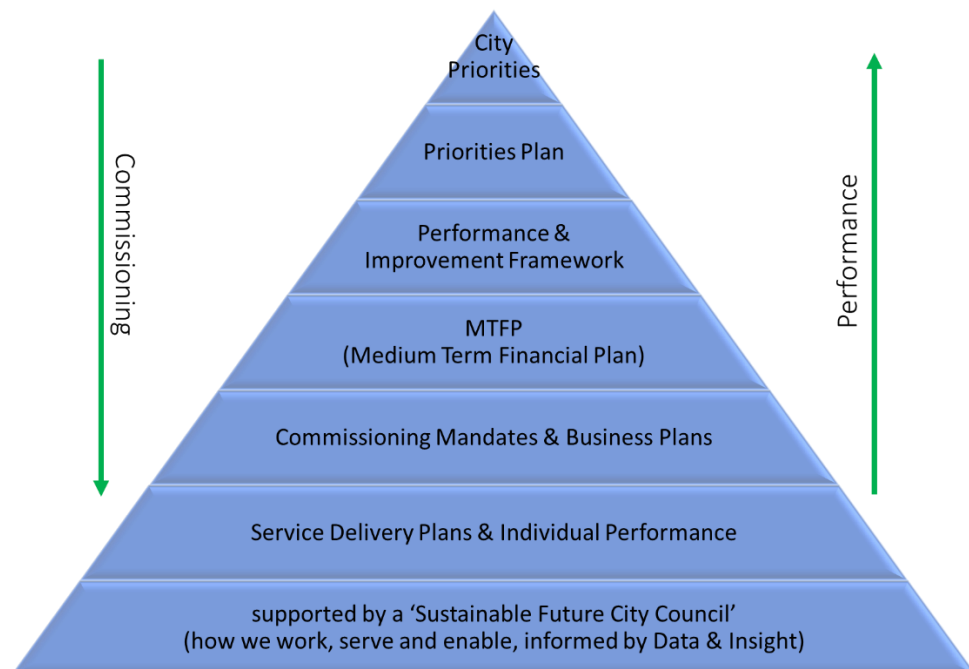 City
Priorities
Priorities Plan
Performance &
Improvement Framework
MTFP
(Medium Term Financial Plan)
Commissioning Mandates & Business Plans
Service Delivery Plans & Individual Performance
supported by a ‘Sustainable Future City Council’
(how we work, serve and enable, informed by Data & Insight)
Commissioning
Performance